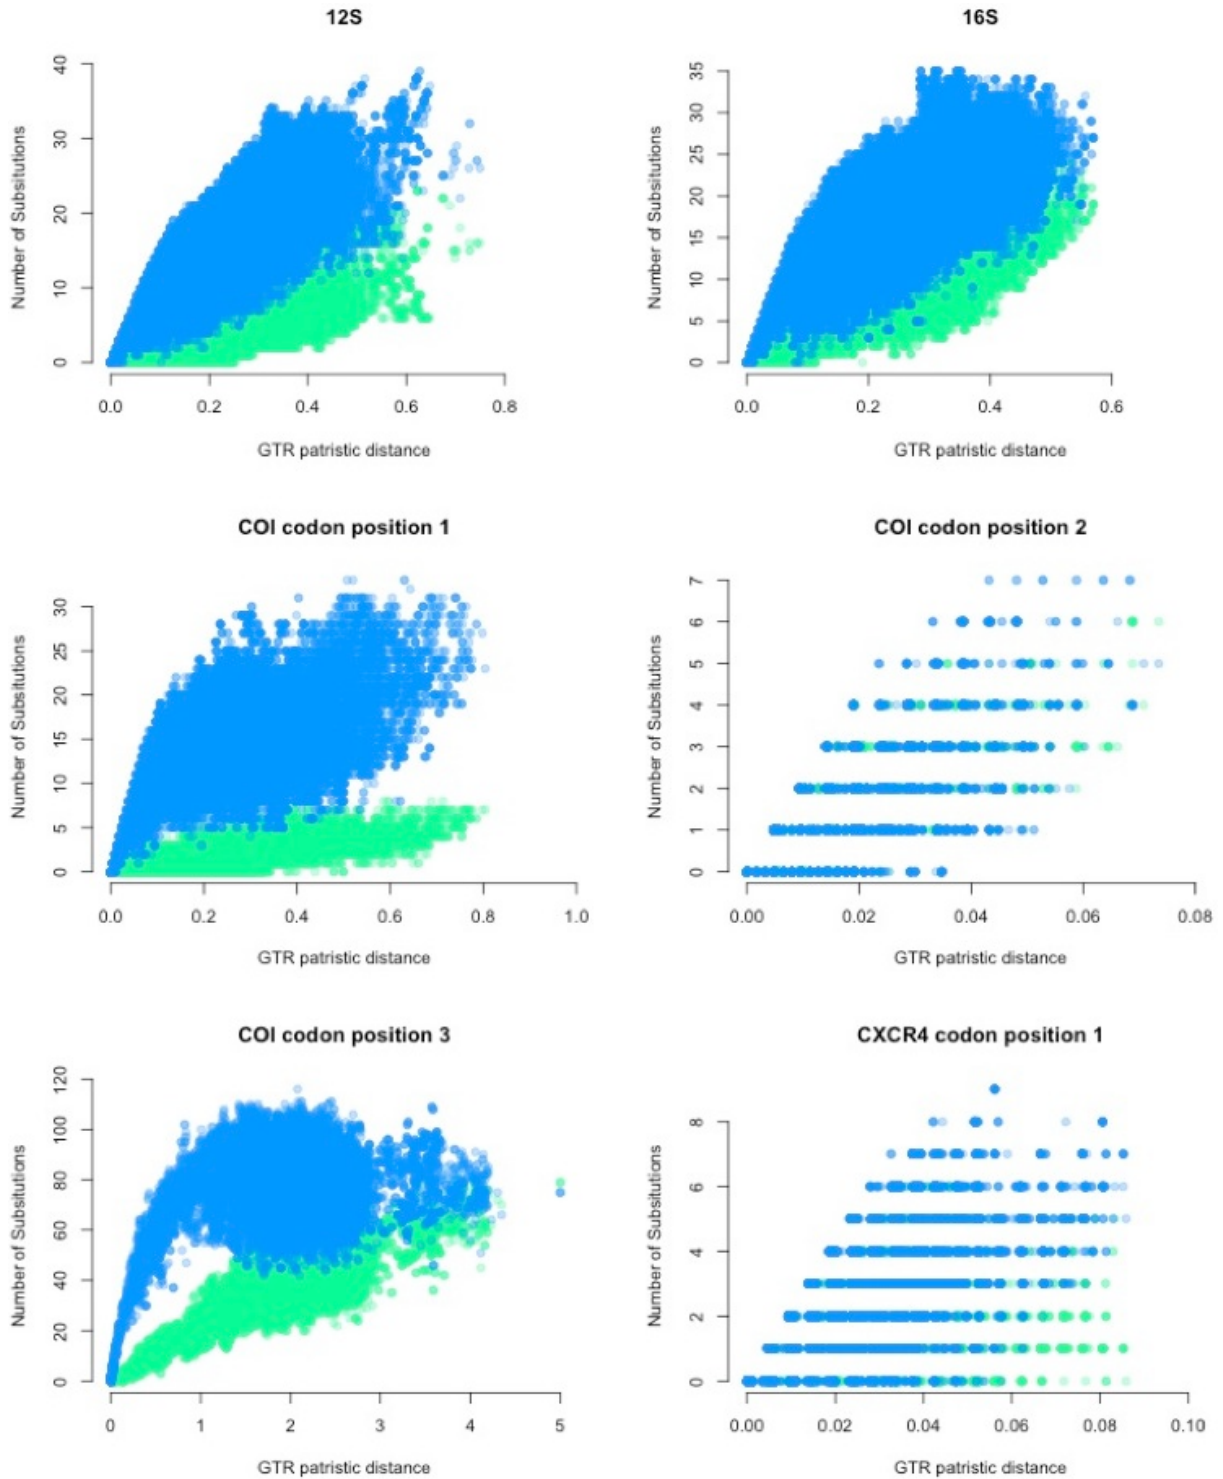 12S
Number of Subsitutions
0 10 20 30 40
0.0 0.2 0.4 0.6 0.8
GTR patristic distance
16S
Number of Subsitutions
0 5 10 15 20 25 30 35
0.0 0.2 0.4 0.6
GTR patristic distance
COI codon position 1
Number of Subsitutions
0 5 10 15 20 25 30
0.0 0.2 0.4 0.6 0.8 1.0
GTR patristic distance
COI codon position 2
Number of Subsitutions
0 1 2 3 4 5 6 7
0.00 0.02 0.04 0.06 0.08
GTR patristic distance
COI codon position 3
Number of Subsitutions
0 20 40 60 80 100 120
0 1 2 3 4 5
GTR patristic distance
CXCR4 codon position 1
Number of Subsitutions
0 2 4 6 8
0.00 0.02 0.04 0.06 0.08 0.10
GTR patristic distance